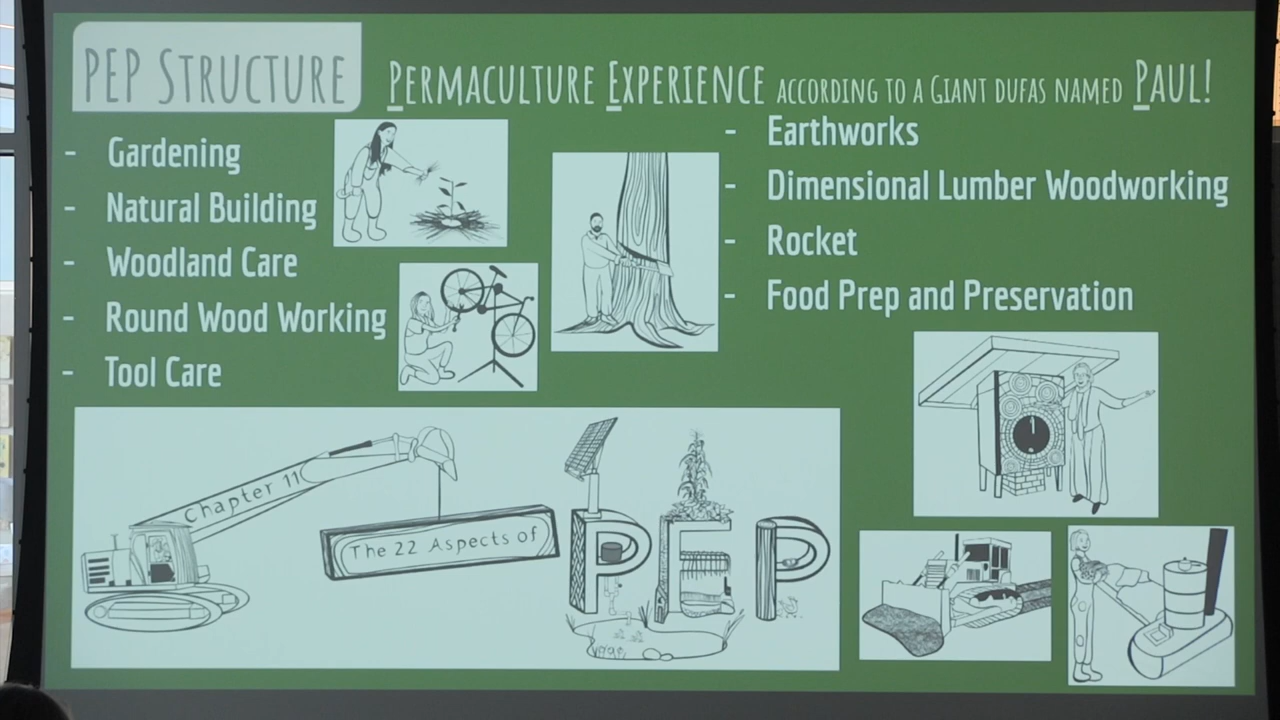 PEP Structure
Permaculture Experience according to a Giant dufas named Paul!
- Gardening
- Natural Building
- Woodland Care
- Round Wood Working
- Tool Care
- Earthworks
- Dimensional Lumber Woodworking
- Rocket
- Food Prep and Preservation
Chapter 11
The 22 Aspects of
PEP